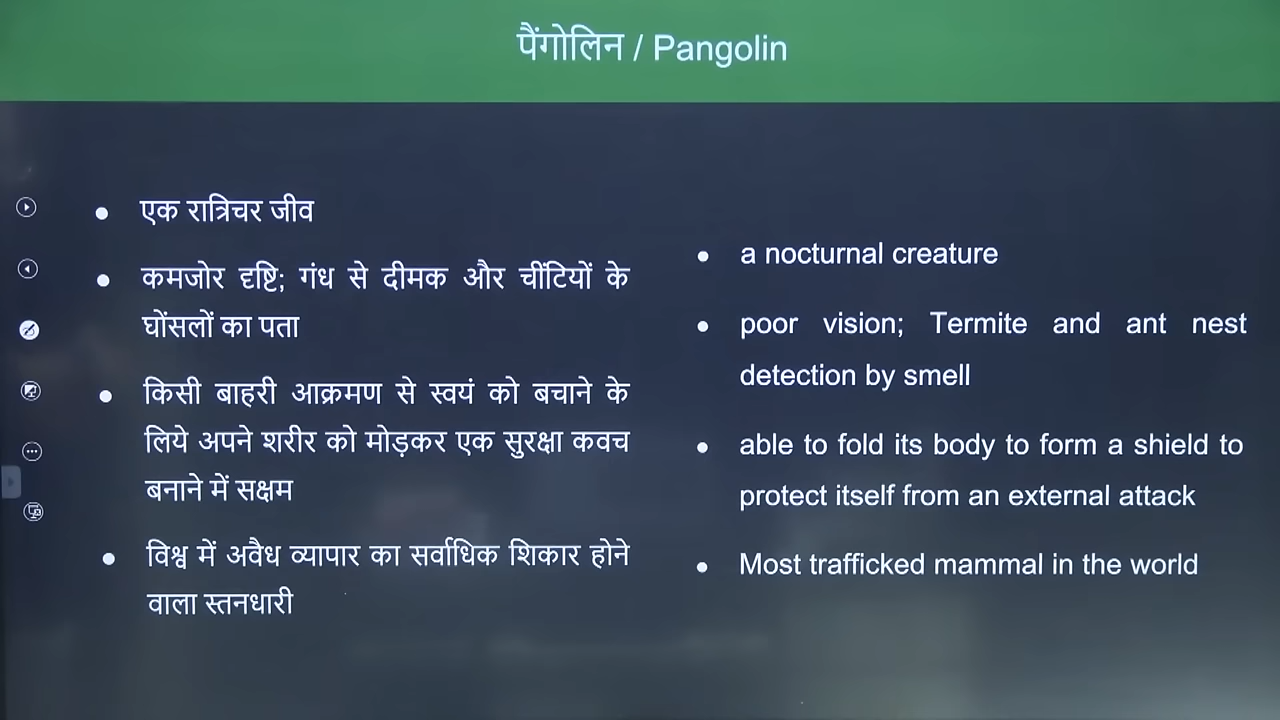 पैंगोलिन / Pangolin
एक रात्रिचर जीव
कमजोर दृष्टि; गंध से दीमक और चींटियों के
घोंसलों का पता
किसी बाहरी आक्रमण से स्वयं को बचाने के
लिये अपने शरीर को मोड़कर एक सुरक्षा कवच
बनाने में सक्षम
विश्व में अवैध व्यापार का सर्वाधिक शिकार होने
वाला स्तनधारी
a nocturnal creature
poor vision; Termite and ant nest
detection by smell
able to fold its body to form a shield to
protect itself from an external attack
Most trafficked mammal in the world